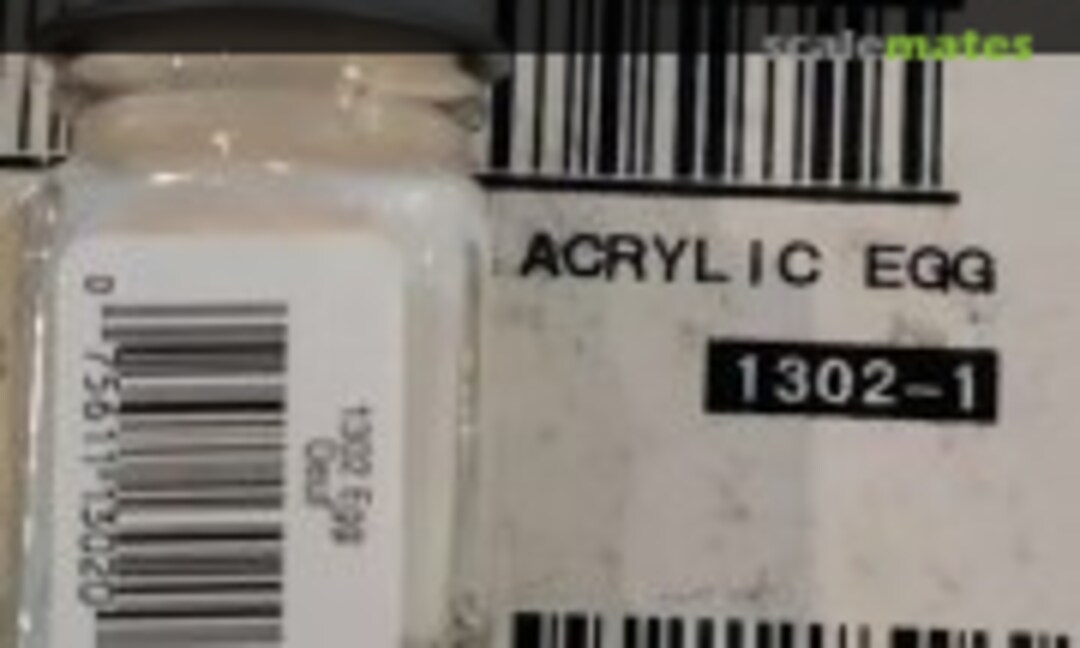 scalemates
ACRYLIC EGG
1302-1
0 75611 13020
1302 Egg
Oeuf